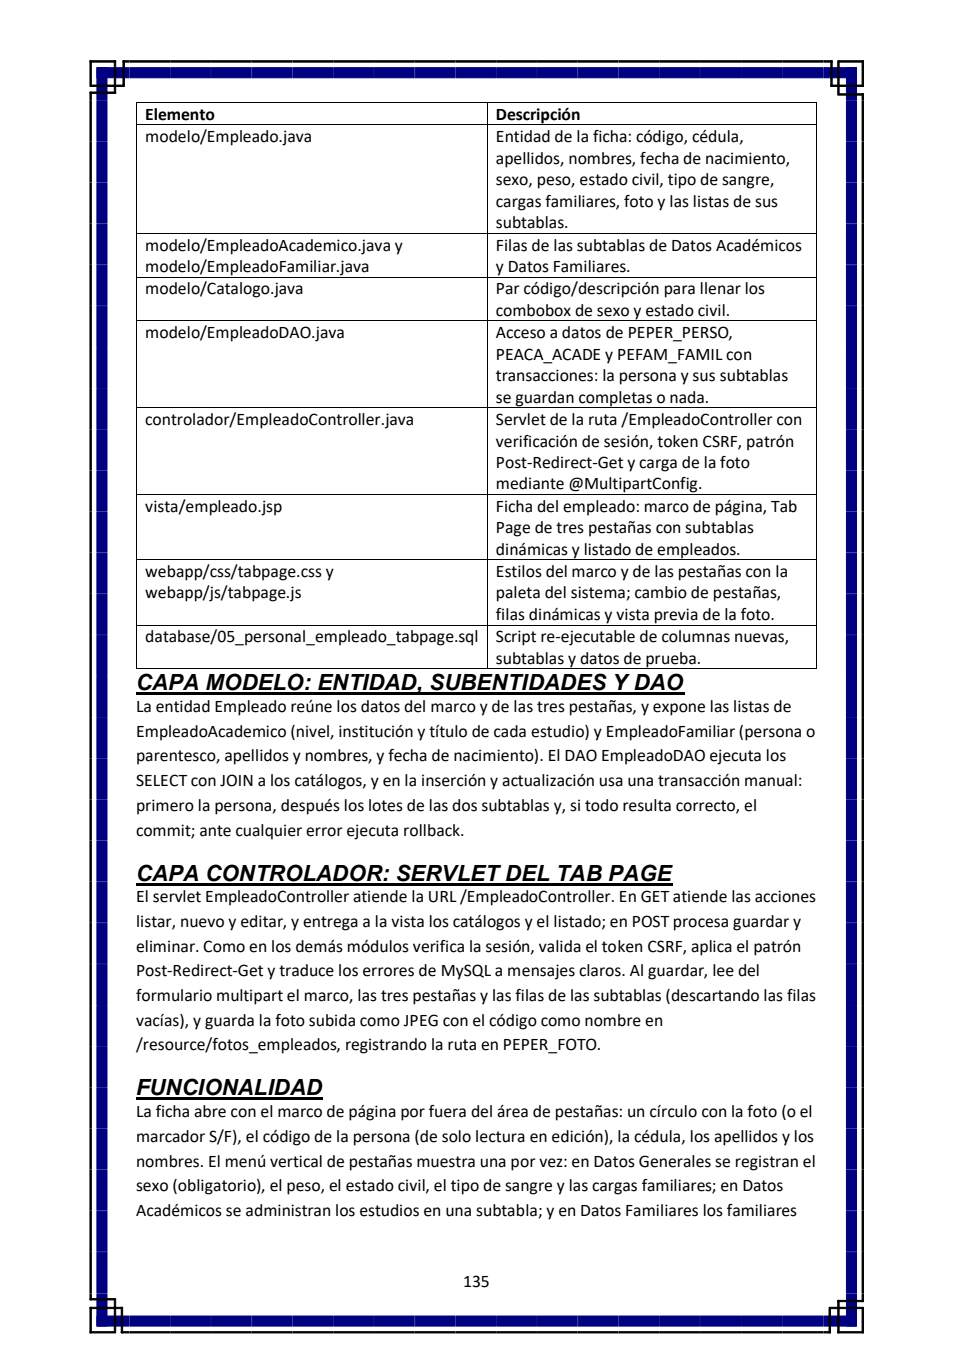 Elemento
Descripción
modelo/Empleado.java
Entidad de la ficha: código, cédula,
apellidos, nombres, fecha de nacimiento,
sexo, peso, estado civil, tipo de sangre,
cargas familiares, foto y las listas de sus
subtablas.
modelo/EmpleadoAcademico.java y
modelo/EmpleadoFamiliar.java
Filas de las subtablas de Datos Académicos
y Datos Familiares.
modelo/Catalogo.java
Par código/descripción para llenar los
combobox de sexo y estado civil.
modelo/EmpleadoDAO.java
Acceso a datos de PEPER_PERSO,
PEACA_ACADE y PEFAM_FAMIL con
transacciones: la persona y sus subtablas
se guardan completas o nada.
controlador/EmpleadoController.java
Servlet de la ruta /EmpleadoController con
verificación de sesión, token CSRF, patrón
Post-Redirect-Get y carga de la foto
mediante @MultipartConfig.
vista/empleado.jsp
Ficha del empleado: marco de página, Tab
Page de tres pestañas con subtablas
dinámicas y listado de empleados.
webapp/css/tabpage.css y
webapp/js/tabpage.js
Estilos del marco y de las pestañas con la
paleta del sistema; cambio de pestañas,
filas dinámicas y vista previa de la foto.
database/05_personal_empleado_tabpage.sql
Script re-ejecutable de columnas nuevas,
subtablas y datos de prueba.
CAPA MODELO: ENTIDAD, SUBENTIDADES Y DAO
La entidad Empleado reúne los datos del marco y de las tres pestañas, y expone las listas de
EmpleadoAcademico (nivel, institución y título de cada estudio) y EmpleadoFamiliar (persona o
parentesco, apellidos y nombres, y fecha de nacimiento). El DAO EmpleadoDAO ejecuta los
SELECT con JOIN a los catálogos, y en la inserción y actualización usa una transacción manual:
primero la persona, después los lotes de las dos subtablas y, si todo resulta correcto, el
commit; ante cualquier error ejecuta rollback.
CAPA CONTROLADOR: SERVLET DEL TAB PAGE
El servlet EmpleadoController atiende la URL /EmpleadoController. En GET atiende las acciones
listar, nuevo y editar, y entrega a la vista los catálogos y el listado; en POST procesa guardar y
eliminar. Como en los demás módulos verifica la sesión, valida el token CSRF, aplica el patrón
Post-Redirect-Get y traduce los errores de MySQL a mensajes claros. Al guardar, lee del
formulario multipart el marco, las tres pestañas y las filas de las subtablas (descartando las filas
vacías), y guarda la foto subida como JPEG con el código como nombre en
/resource/fotos_empleados, registrando la ruta en PEPER_FOTO.
FUNCIONALIDAD
La ficha abre con el marco de página por fuera del área de pestañas: un círculo con la foto (o el
marcador S/F), el código de la persona (de solo lectura en edición), la cédula, los apellidos y los
nombres. El menú vertical de pestañas muestra una por vez: en Datos Generales se registran el
sexo (obligatorio), el peso, el estado civil, el tipo de sangre y las cargas familiares; en Datos
Académicos se administran los estudios en una subtabla; y en Datos Familiares los familiares
135